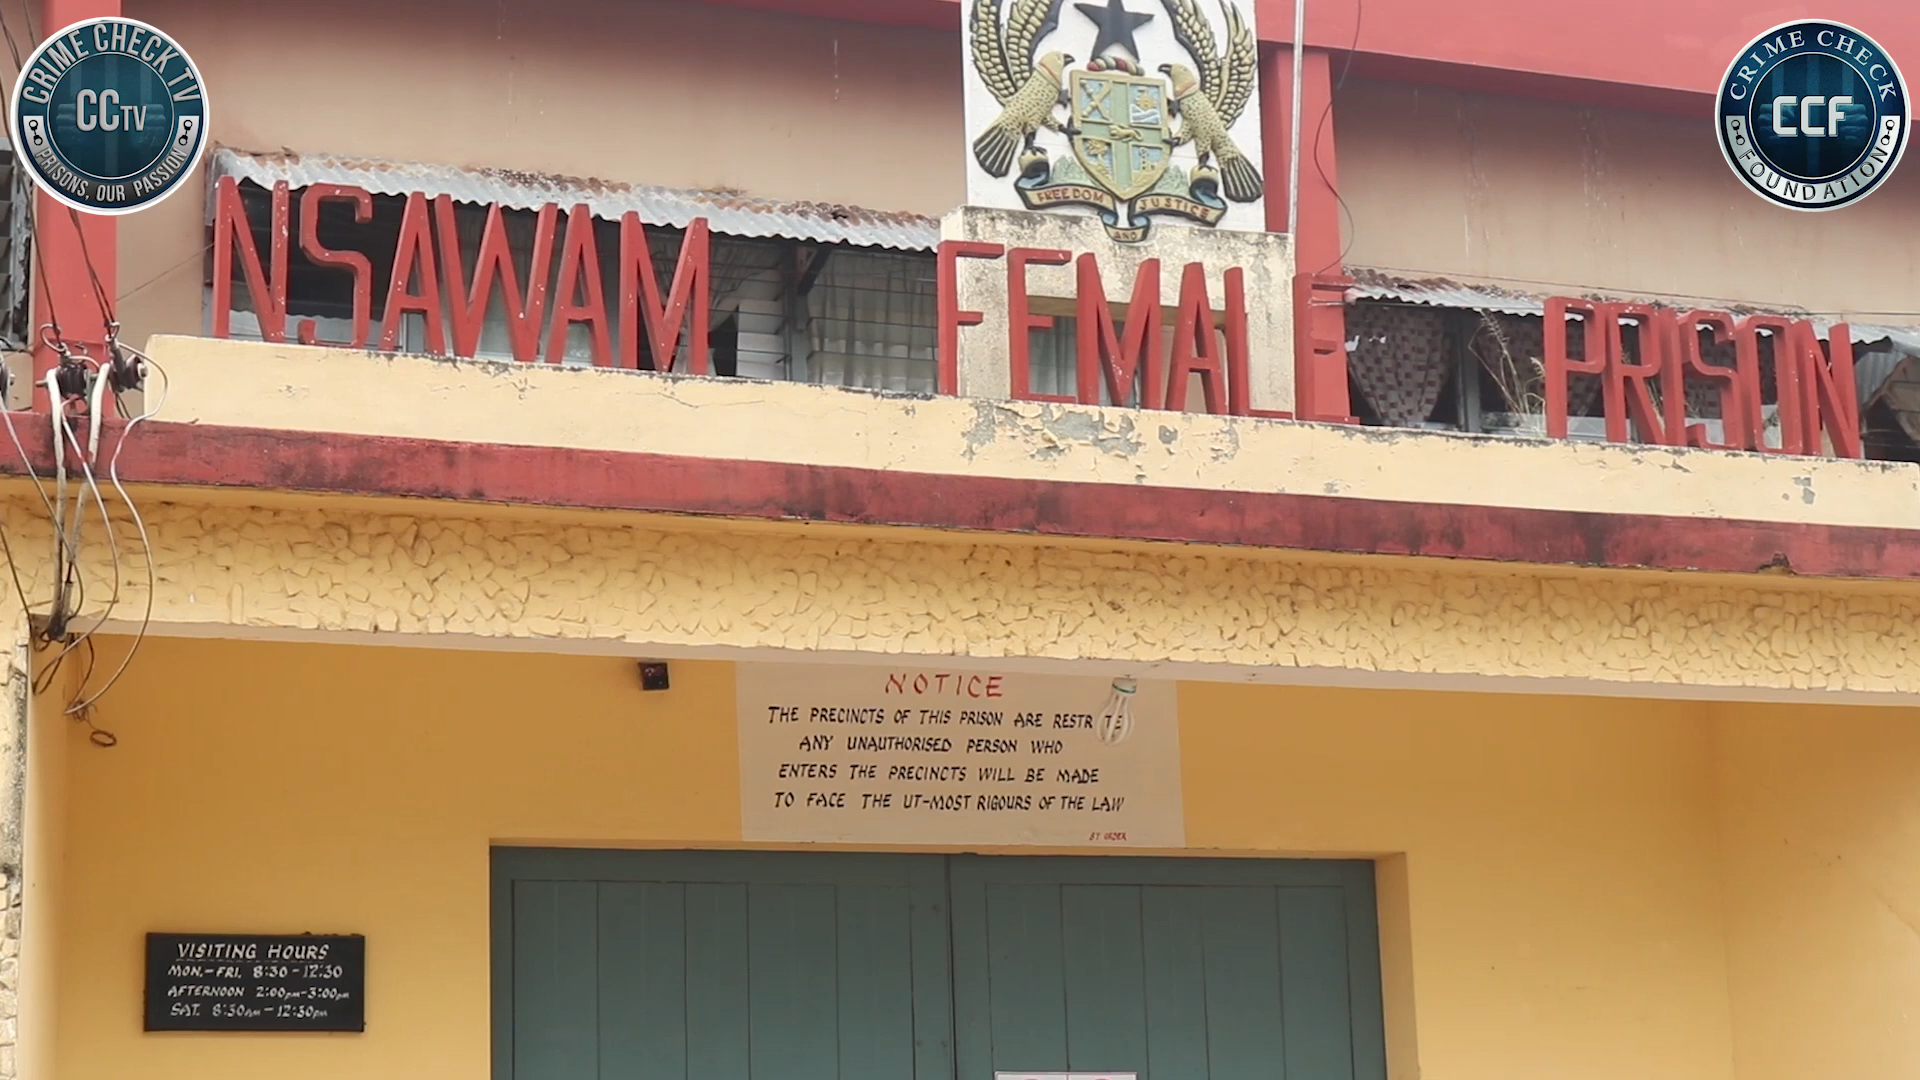 CRIME CHECK TV
CCTV
PRISONS, OUR PASSION
CRIME CHECK
CCF
FOUNDATION
FREEDOM AND JUSTICE
NSAWAM FEMALE PRISON
NOTICE
THE PRECINCTS OF THIS PRISON ARE
ANY UNAUTHORISED PERSON WHO
ENTERS THE PRECINCTS WILL BE MADE
TO FACE THE UT-MOST RIGOURS OF THE LAW
BY ORDER
VISITING HOURS
MON.-FRI. 8:30-12:30
AFTERNOON 2:00pm-3:00pm
SAT. 8:30am-12:30pm